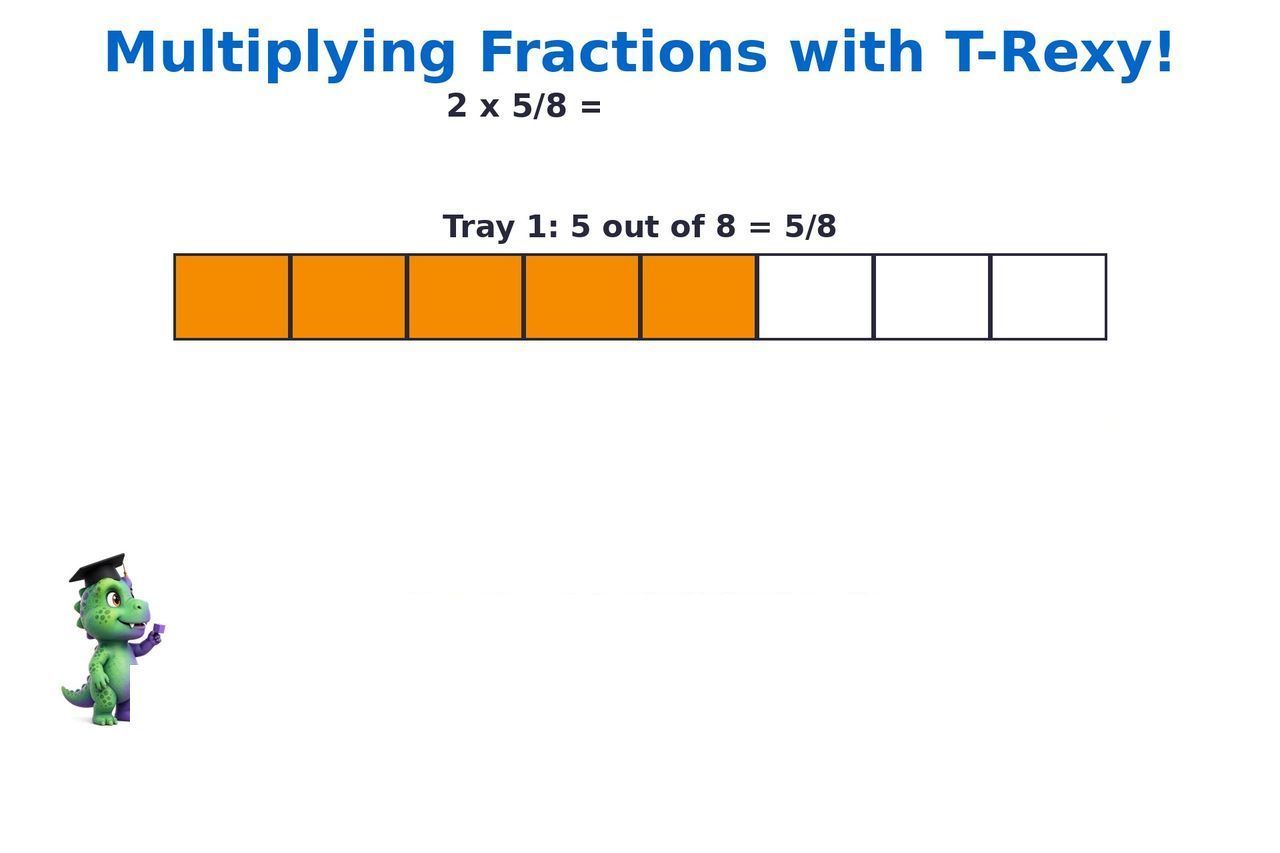 Multiplying Fractions with T-Rexy!
2 x 5/8 =
Tray 1: 5 out of 8 = 5/8